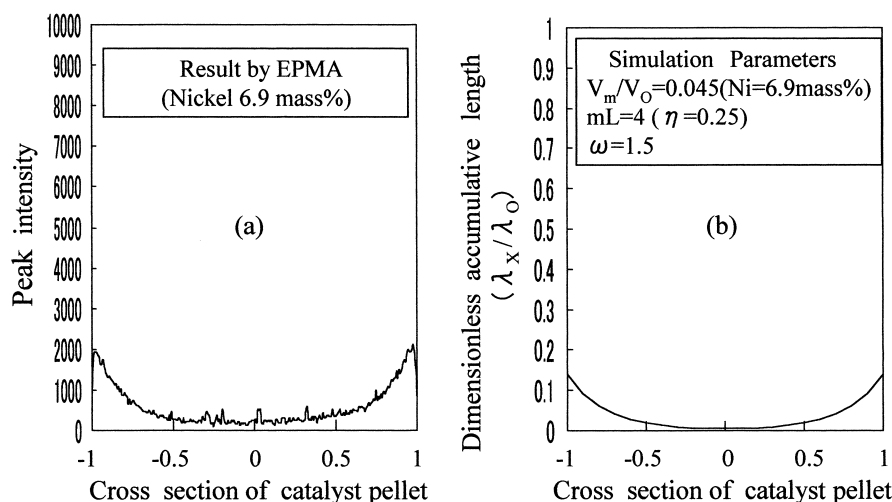 10000
9000
8000
7000
6000
5000
4000
3000
2000
1000
0
Peak intensity
Result by EPMA
(Nickel 6.9 mass%)
(a)
-1
-0.5
0
0.5
1
Cross section of catalyst pellet
1
0.9
0.8
0.7
0.6
0.5
0.4
0.3
0.2
0.1
0
Dimensionless accumulative length
(λX/λO)
Simulation Parameters
Vm/VO=0.045(Ni=6.9mass%)
mL=4 ( η =0.25)
ω=1.5
(b)
-1
-0.5
0
0.5
1
Cross section of catalyst pellet